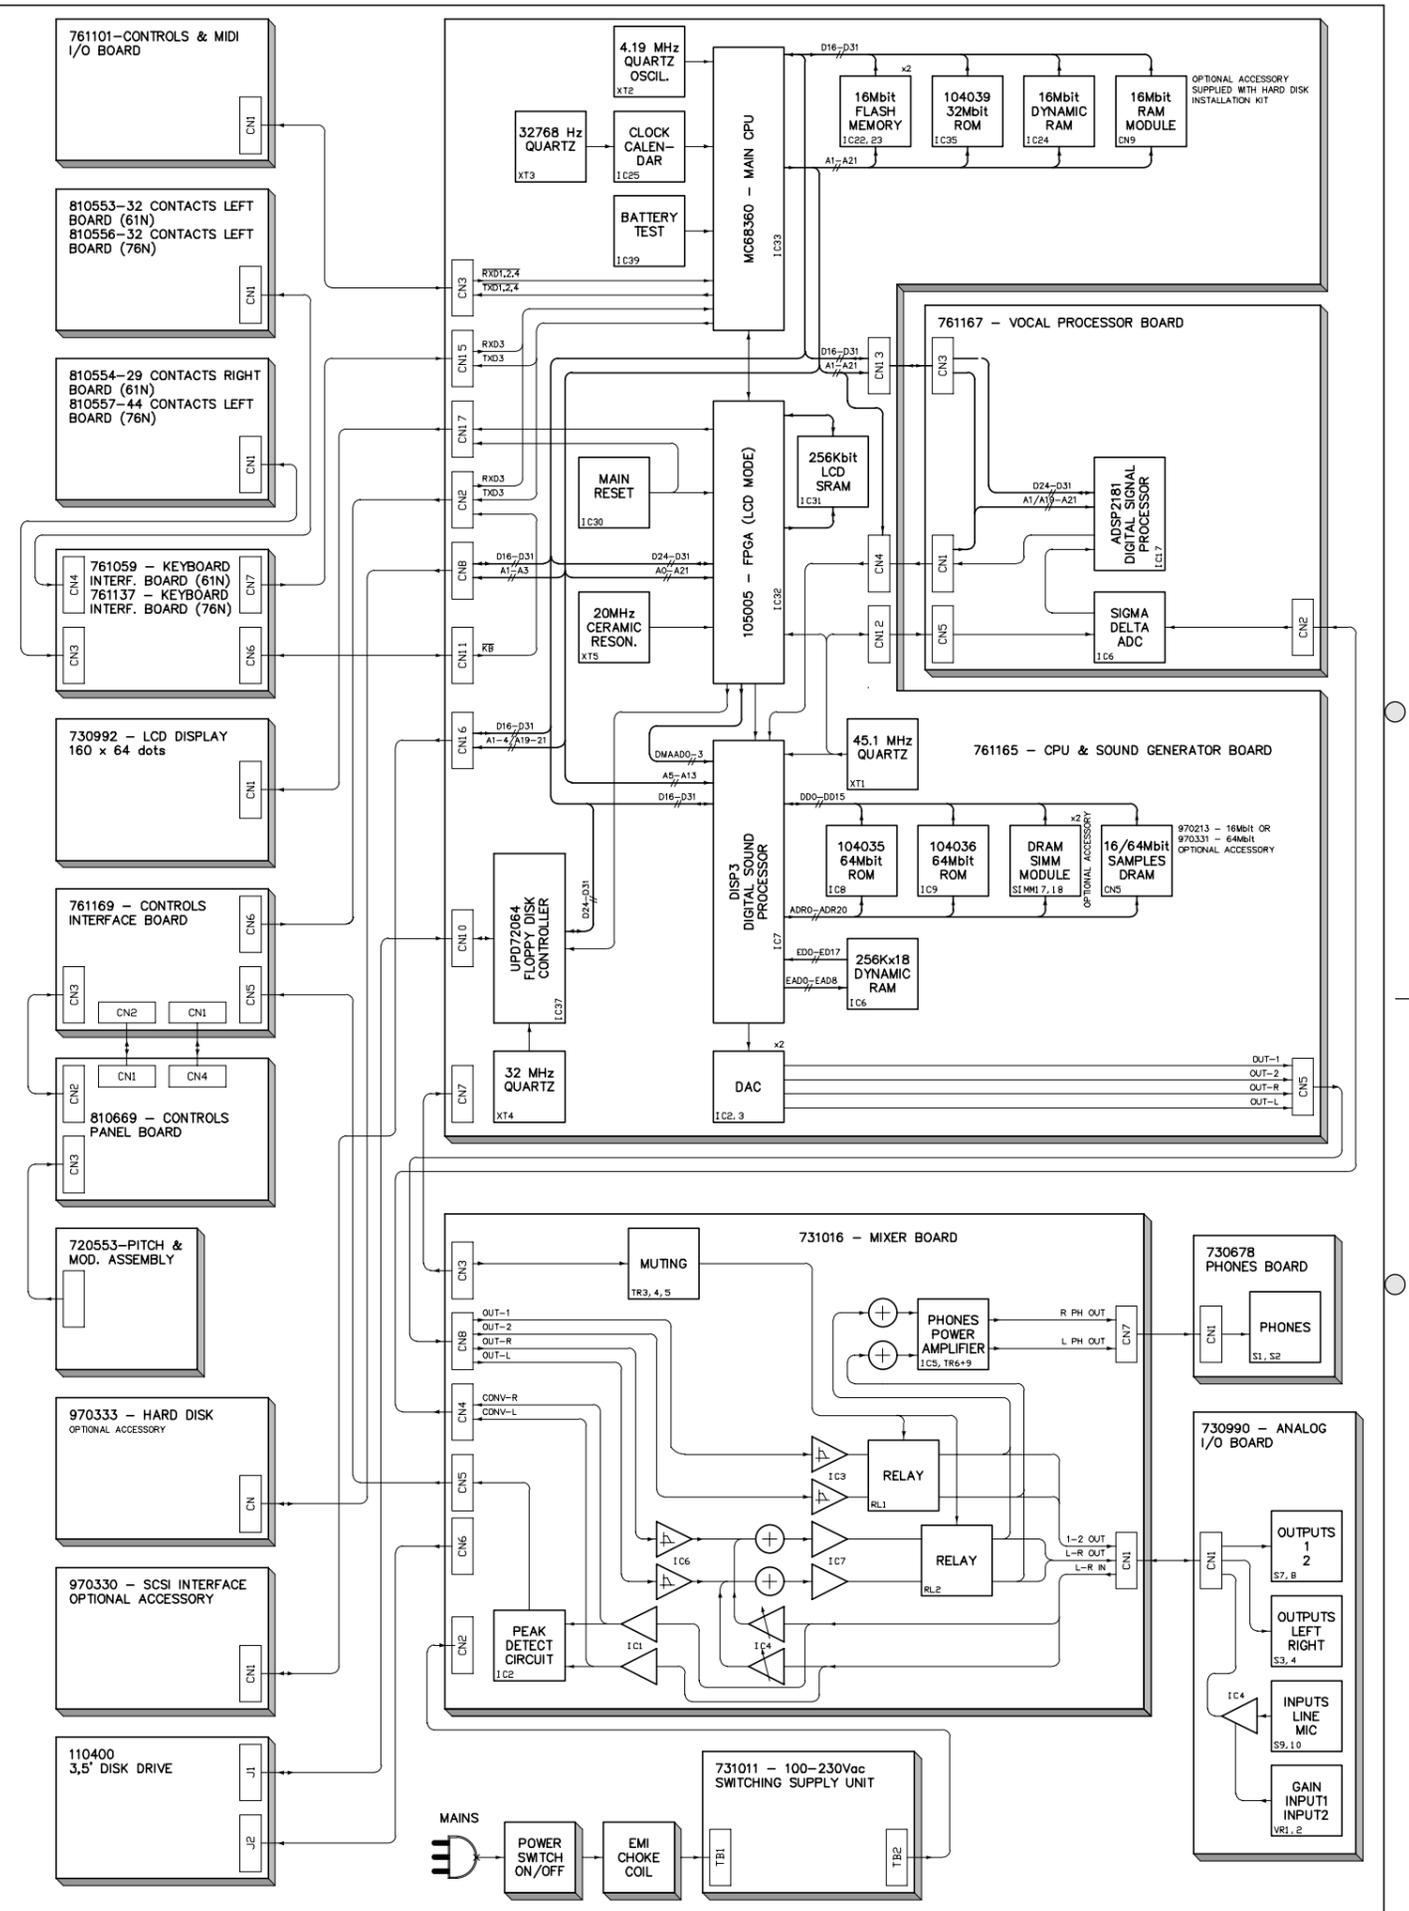 761101-CONTROLS & MIDI
I/O BOARD
CN1
810553-32 CONTACTS LEFT
BOARD (61N)
810556-32 CONTACTS LEFT
BOARD (76N)
CN1
810554-29 CONTACTS RIGHT
BOARD (61N)
810557-44 CONTACTS LEFT
BOARD (76N)
CN1
761059 - KEYBOARD
INTERF. BOARD (61N)
761137 - KEYBOARD
INTERF. BOARD (76N)
CN4
CN7
CN3
CN6
730992 - LCD DISPLAY
160 x 64 dots
CN1
761169 - CONTROLS
INTERFACE BOARD
CN6
CN3
CN5
CN2
CN1
CN1
CN4
CN2
810669 - CONTROLS
PANEL BOARD
CN3
720553-PITCH &
MOD. ASSEMBLY
970333 - HARD DISK
OPTIONAL ACCESSORY
CN
970330 - SCSI INTERFACE
OPTIONAL ACCESSORY
CN1
110400
3,5" DISK DRIVE
J1
J2
4.19 MHz
QUARTZ
OSCIL.
XT2
32768 Hz
QUARTZ
XT3
CLOCK
CALEN-
DAR
IC25
BATTERY
TEST
IC39
MC68360 - MAIN CPU
IC33
D16-D31
x2
16Mbit
FLASH
MEMORY
IC22, 23
104039
32Mbit
ROM
IC35
16Mbit
DYNAMIC
RAM
IC24
16Mbit
RAM
MODULE
CN9
OPTIONAL ACCESSORY
SUPPLIED WITH HARD DISK
INSTALLATION KIT
A1-A21
CN3
RXD1,2,4
TXD1,2,4
CN15
RXD3
TXD3
CN17
CN2
RXD3
TXD3
CN8
D16-D31
A1-A3
CN11
KB
CN16
D16-D31
A1-4/A19-21
CN10
CN7
MAIN
RESET
IC30
20MHz
CERAMIC
RESON.
XT5
D24-D31
A0-A21
105005 - FPGA (LCD MODE)
IC32
256Kbit
LCD
SRAM
IC31
D16-D31
A1-A21
CN13
CN4
CN12
761167 - VOCAL PROCESSOR BOARD
CN3
CN1
CN5
CN2
D24-D31
A1/A19-A21
ADSP2181
DIGITAL SIGNAL
PROCESSOR
IC17
SIGMA
DELTA
ADC
IC6
45.1 MHz
QUARTZ
XT1
761165 - CPU & SOUND GENERATOR BOARD
DMAAD0-3
A5-A13
D16-D31
DD0-DD15
DISP3
DIGITAL SOUND
PROCESSOR
IC7
104035
64Mbit
ROM
IC8
104036
64Mbit
ROM
IC9
x2
DRAM
SIMM
MODULE
SIMM17, 18
OPTIONAL ACCESSORY
16/64Mbit
SAMPLES
DRAM
CN5
970213 - 16Mbit OR
970331 - 64Mbit
OPTIONAL ACCESSORY
ADR0-ADR20
ED0-ED17
EAD0-EAD8
256Kx18
DYNAMIC
RAM
IC6
UPD72064
FLOPPY DISK
CONTROLLER
IC37
D24-D31
32 MHz
QUARTZ
XT4
x2
DAC
IC2, 3
OUT-1
OUT-2
OUT-R
OUT-L
CN5
731016 - MIXER BOARD
CN3
MUTING
TR3, 4, 5
CN8
OUT-1
OUT-2
OUT-R
OUT-L
CN4
CONV-R
CONV-L
CN5
CN6
CN2
PHONES
POWER
AMPLIFIER
IC5, TR6÷9
R PH OUT
L PH OUT
CN7
IC3
RELAY
RL1
IC6
IC7
RELAY
RL2
1-2 OUT
L-R OUT
L-R IN
CN1
PEAK
DETECT
CIRCUIT
IC2
IC1
IC4
730678
PHONES BOARD
CN1
PHONES
S1, S2
730990 - ANALOG
I/O BOARD
CN1
OUTPUTS
1
2
S7, 8
OUTPUTS
LEFT
RIGHT
S3, 4
IC4
INPUTS
LINE
MIC
S9, 10
GAIN
INPUT1
INPUT2
VR1, 2
MAINS
POWER
SWITCH
ON/OFF
EMI
CHOKE
COIL
731011 - 100-230Vac
SWITCHING SUPPLY UNIT
TB1
TB2